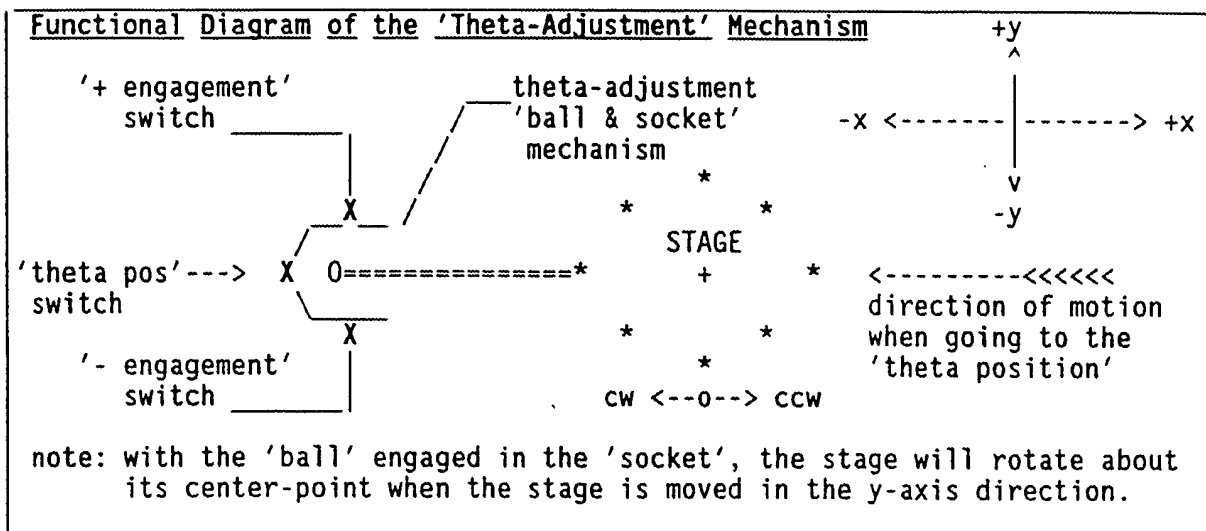 Functional Diagram of the 'Theta-Adjustment' Mechanism
+y
'+ engagement'
switch
theta-adjustment
'ball & socket'
mechanism
-x <-------|-------> +x
-y
STAGE
'theta pos'--->
switch
X
X O===============*
+
*
X
<---------<<<<<<
direction of motion
when going to the
'theta position'
'- engagement'
switch
cw <--o--> ccw
note: with the 'ball' engaged in the 'socket', the stage will rotate about
its center-point when the stage is moved in the y-axis direction.